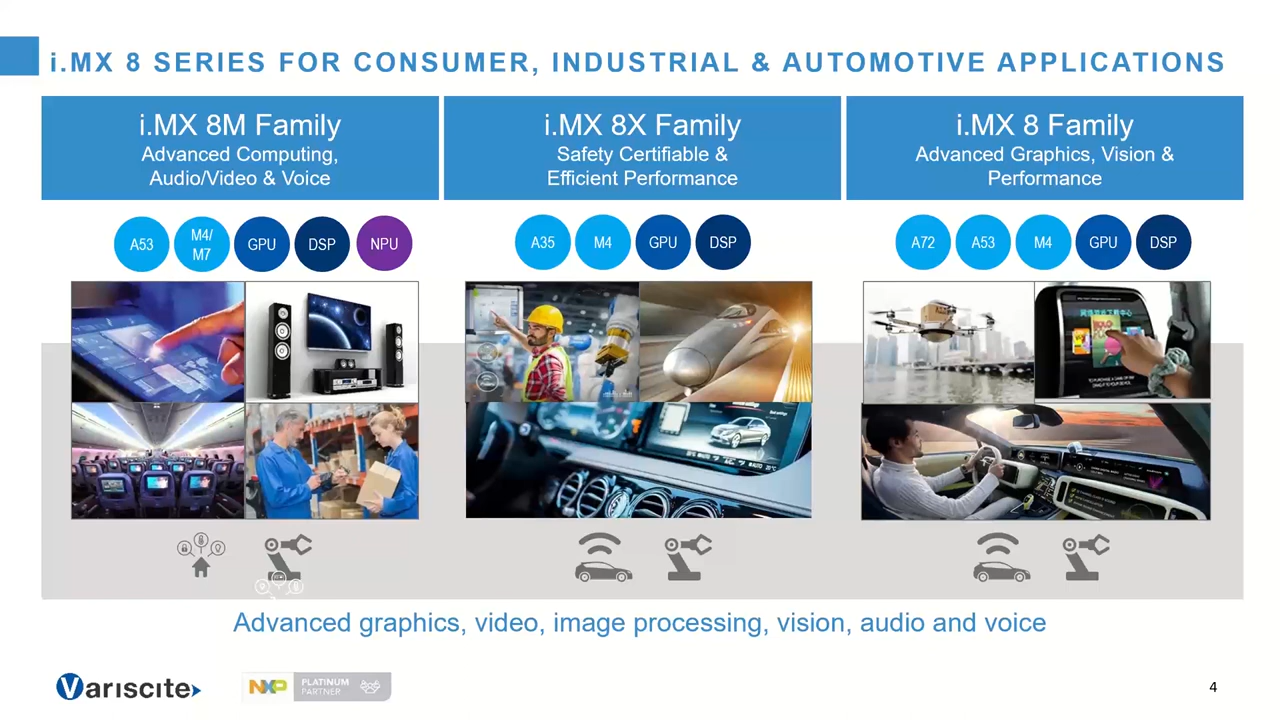 i.MX 8 SERIES FOR CONSUMER, INDUSTRIAL & AUTOMOTIVE APPLICATIONS
i.MX 8M Family
Advanced Computing,
Audio/Video & Voice
i.MX 8X Family
Safety Certifiable &
Efficient Performance
i.MX 8 Family
Advanced Graphics, Vision &
Performance
A53
M4/
M7
GPU
DSP
NPU
A35
M4
GPU
DSP
A72
A53
M4
GPU
DSP
Advanced graphics, video, image processing, vision, audio and voice
VARISCITE
NXP
PLATINUM
PARTNER
4